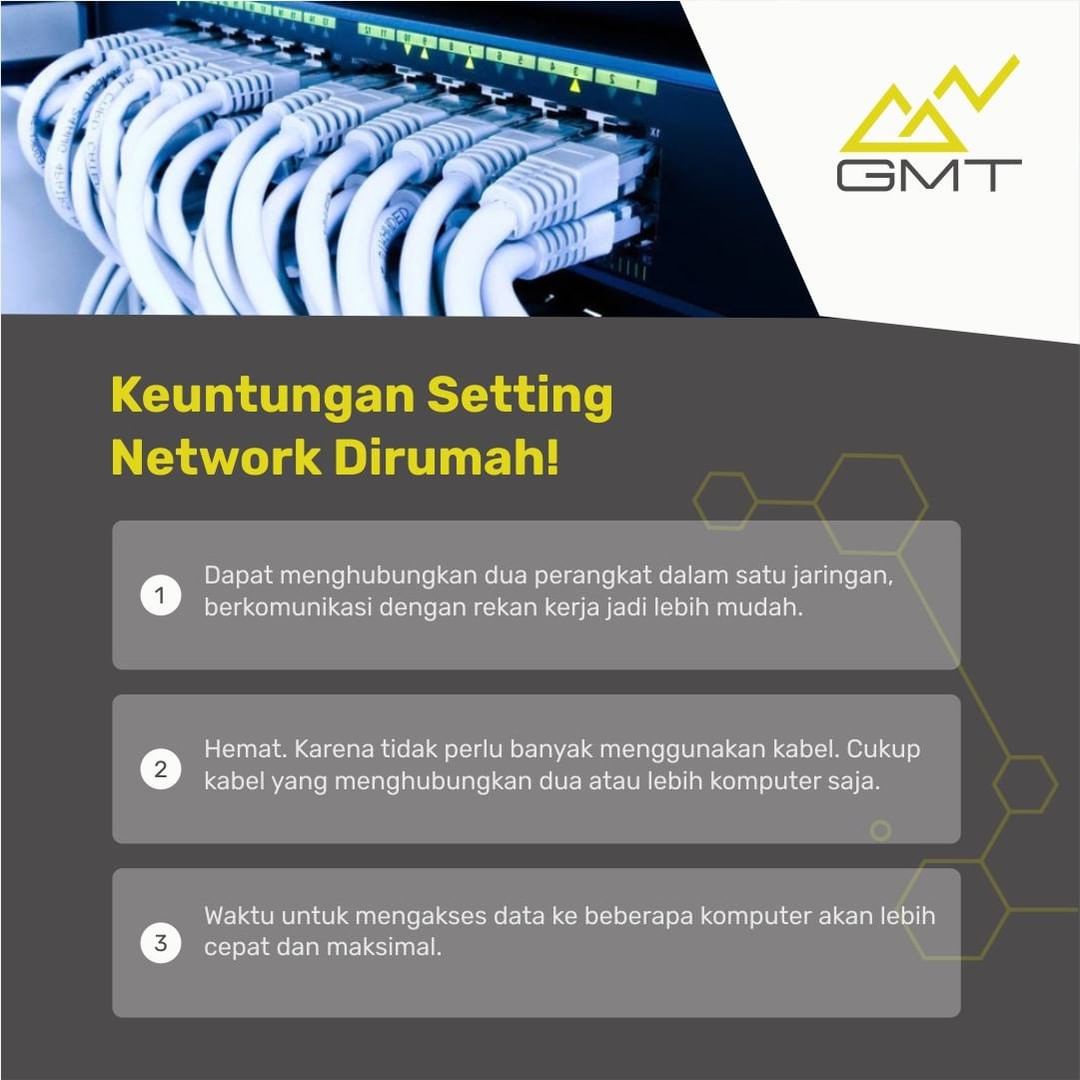 GMT
Keuntungan Setting
Network Dirumah!
1
Dapat menghubungkan dua perangkat dalam satu jaringan,
berkomunikasi dengan rekan kerja jadi lebih mudah.
2
Hemat. Karena tidak perlu banyak menggunakan kabel. Cukup
kabel yang menghubungkan dua atau lebih komputer saja.
3
Waktu untuk mengakses data ke beberapa komputer akan lebih
cepat dan maksimal.